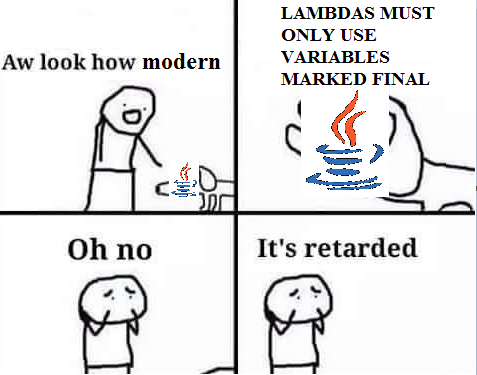 Aw look how modern
LAMBDAS MUST
ONLY USE
VARIABLES
MARKED FINAL
Oh no
It's retarded